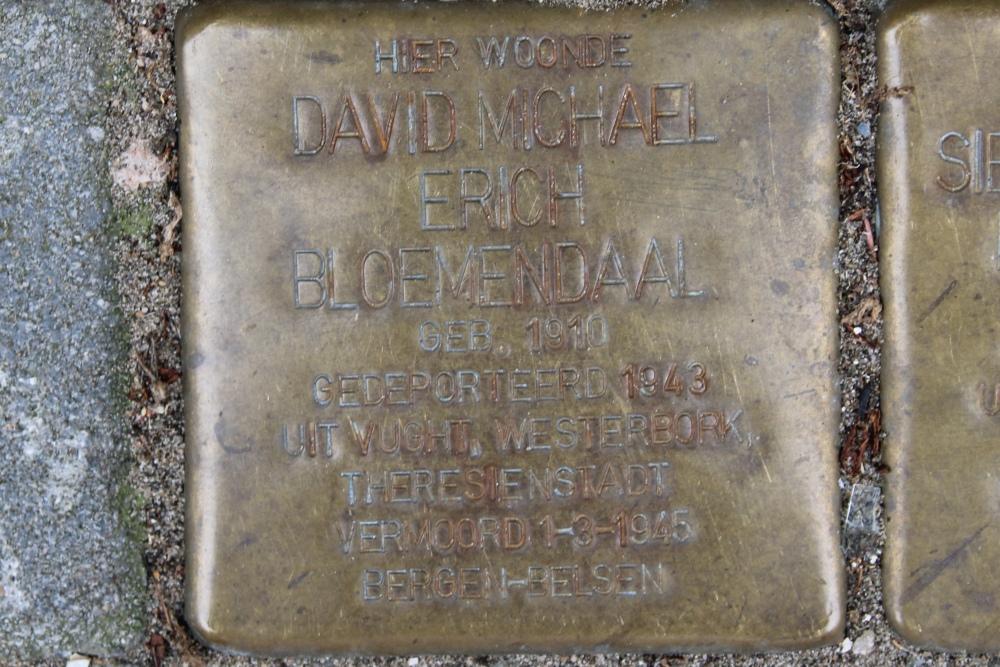 HIER WOONDE
DAVID MICHAEL
ERICH
BLOEMENDAAL
GEB. 1910
GEDEPORTEERD 1943
UIT VUGHT, WESTERBORK,
THERESIENSTADT
VERMOORD 1-3-1945
BERGEN-BELSEN